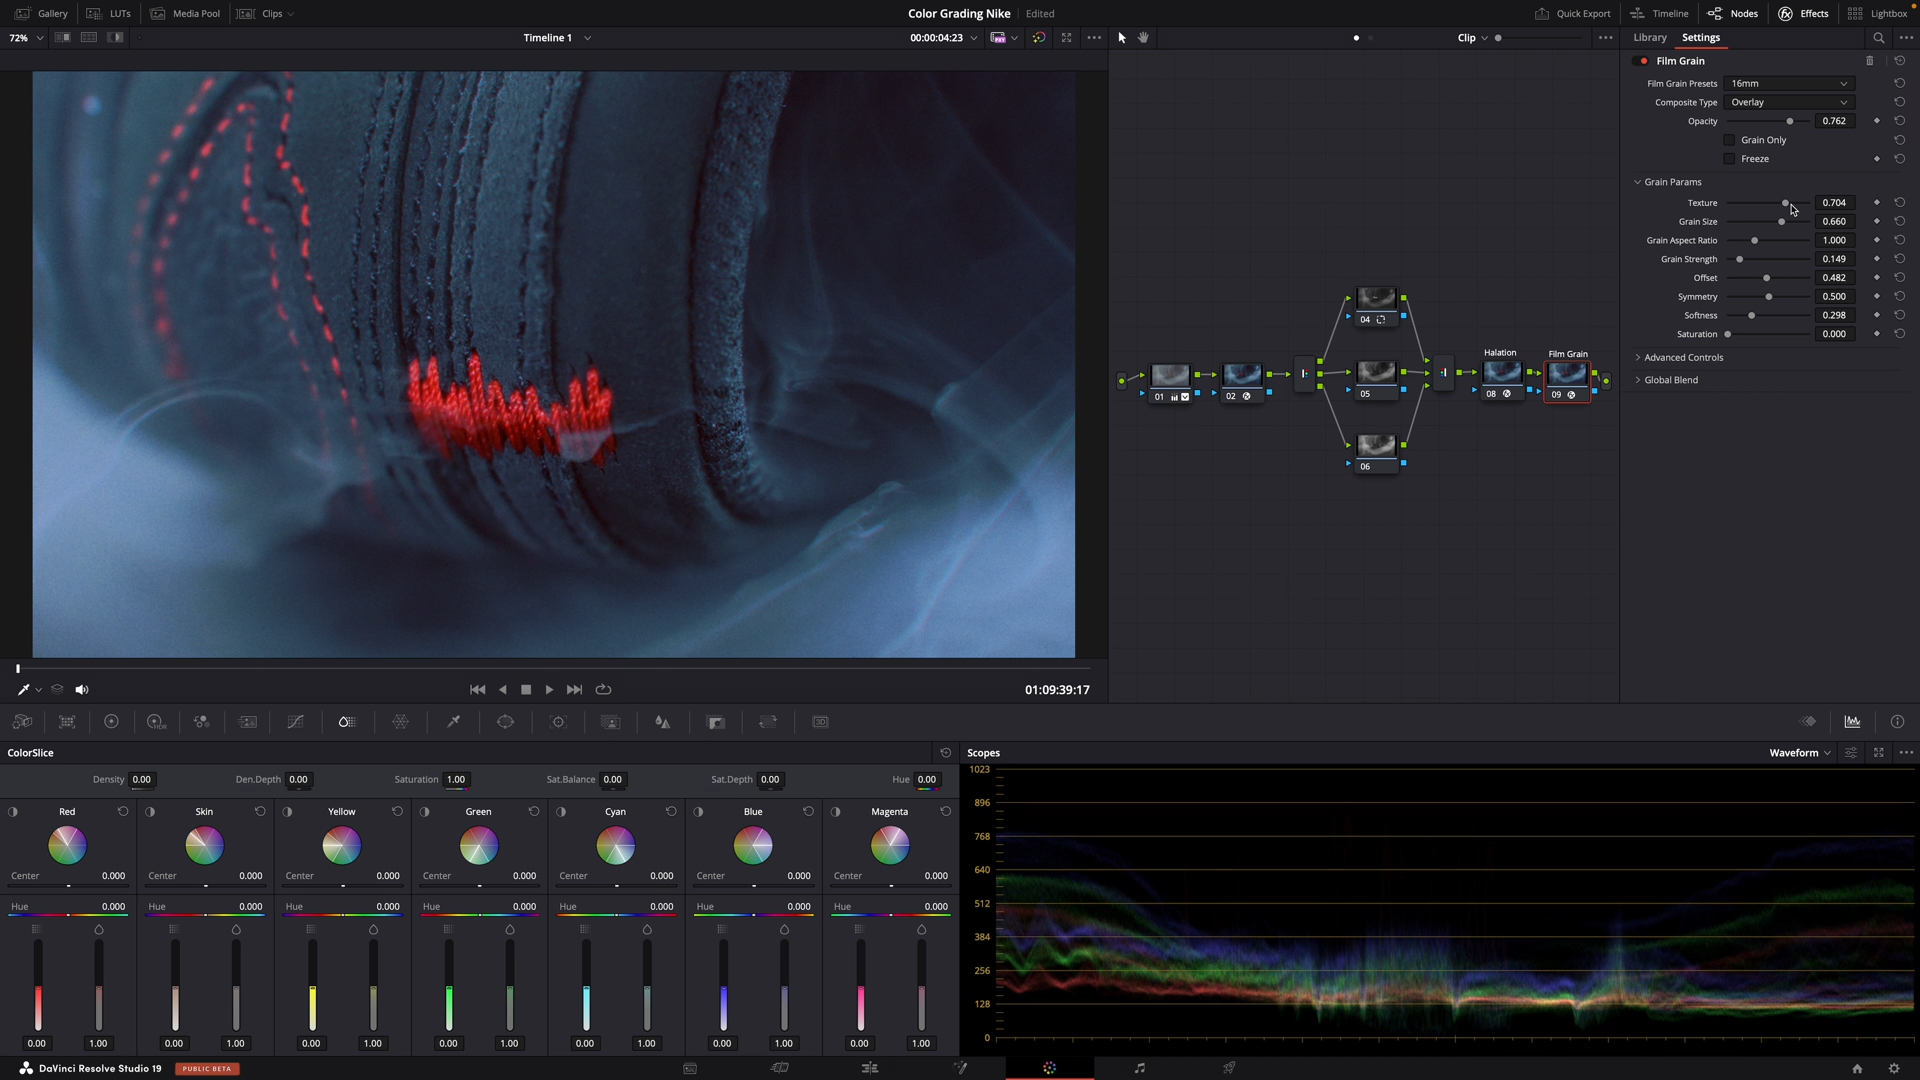 Gallery LUTs Media Pool Clips Color Grading Nike Edited Quick Export Timeline Nodes Effects Lightbox
72% Timeline 1 00:00:04:23 Clip Library Settings
Film Grain
Film Grain Presets 16mm
Composite Type Overlay
Opacity 0.762
Grain Only
Freeze
Grain Params
Texture 0.704
Grain Size 0.660
Grain Aspect Ratio 1.000
Grain Strength 0.149
Offset 0.482
Symmetry 0.500
Softness 0.298
Saturation 0.000
Advanced Controls
Global Blend
04
Halation Film Grain
01 02 05 08 09
06
01:09:39:17
HDR
3D
ColorSlice Scopes Waveform
Density 0.00 Den.Depth 0.00 Saturation 1.00 Sat.Balance 0.00 Sat.Depth 0.00 Hue 0.00
Red Skin Yellow Green Cyan Blue Magenta
Center 0.000 Center 0.000 Center 0.000 Center 0.000 Center 0.000 Center 0.000 Center 0.000
Hue 0.000 Hue 0.000 Hue 0.000 Hue 0.000 Hue 0.000 Hue 0.000 Hue 0.000
0.00 1.00 0.00 1.00 0.00 1.00 0.00 1.00 0.00 1.00 0.00 1.00 0.00 1.00
1023
896
768
640
512
384
256
128
0
DaVinci Resolve Studio 19 PUBLIC BETA